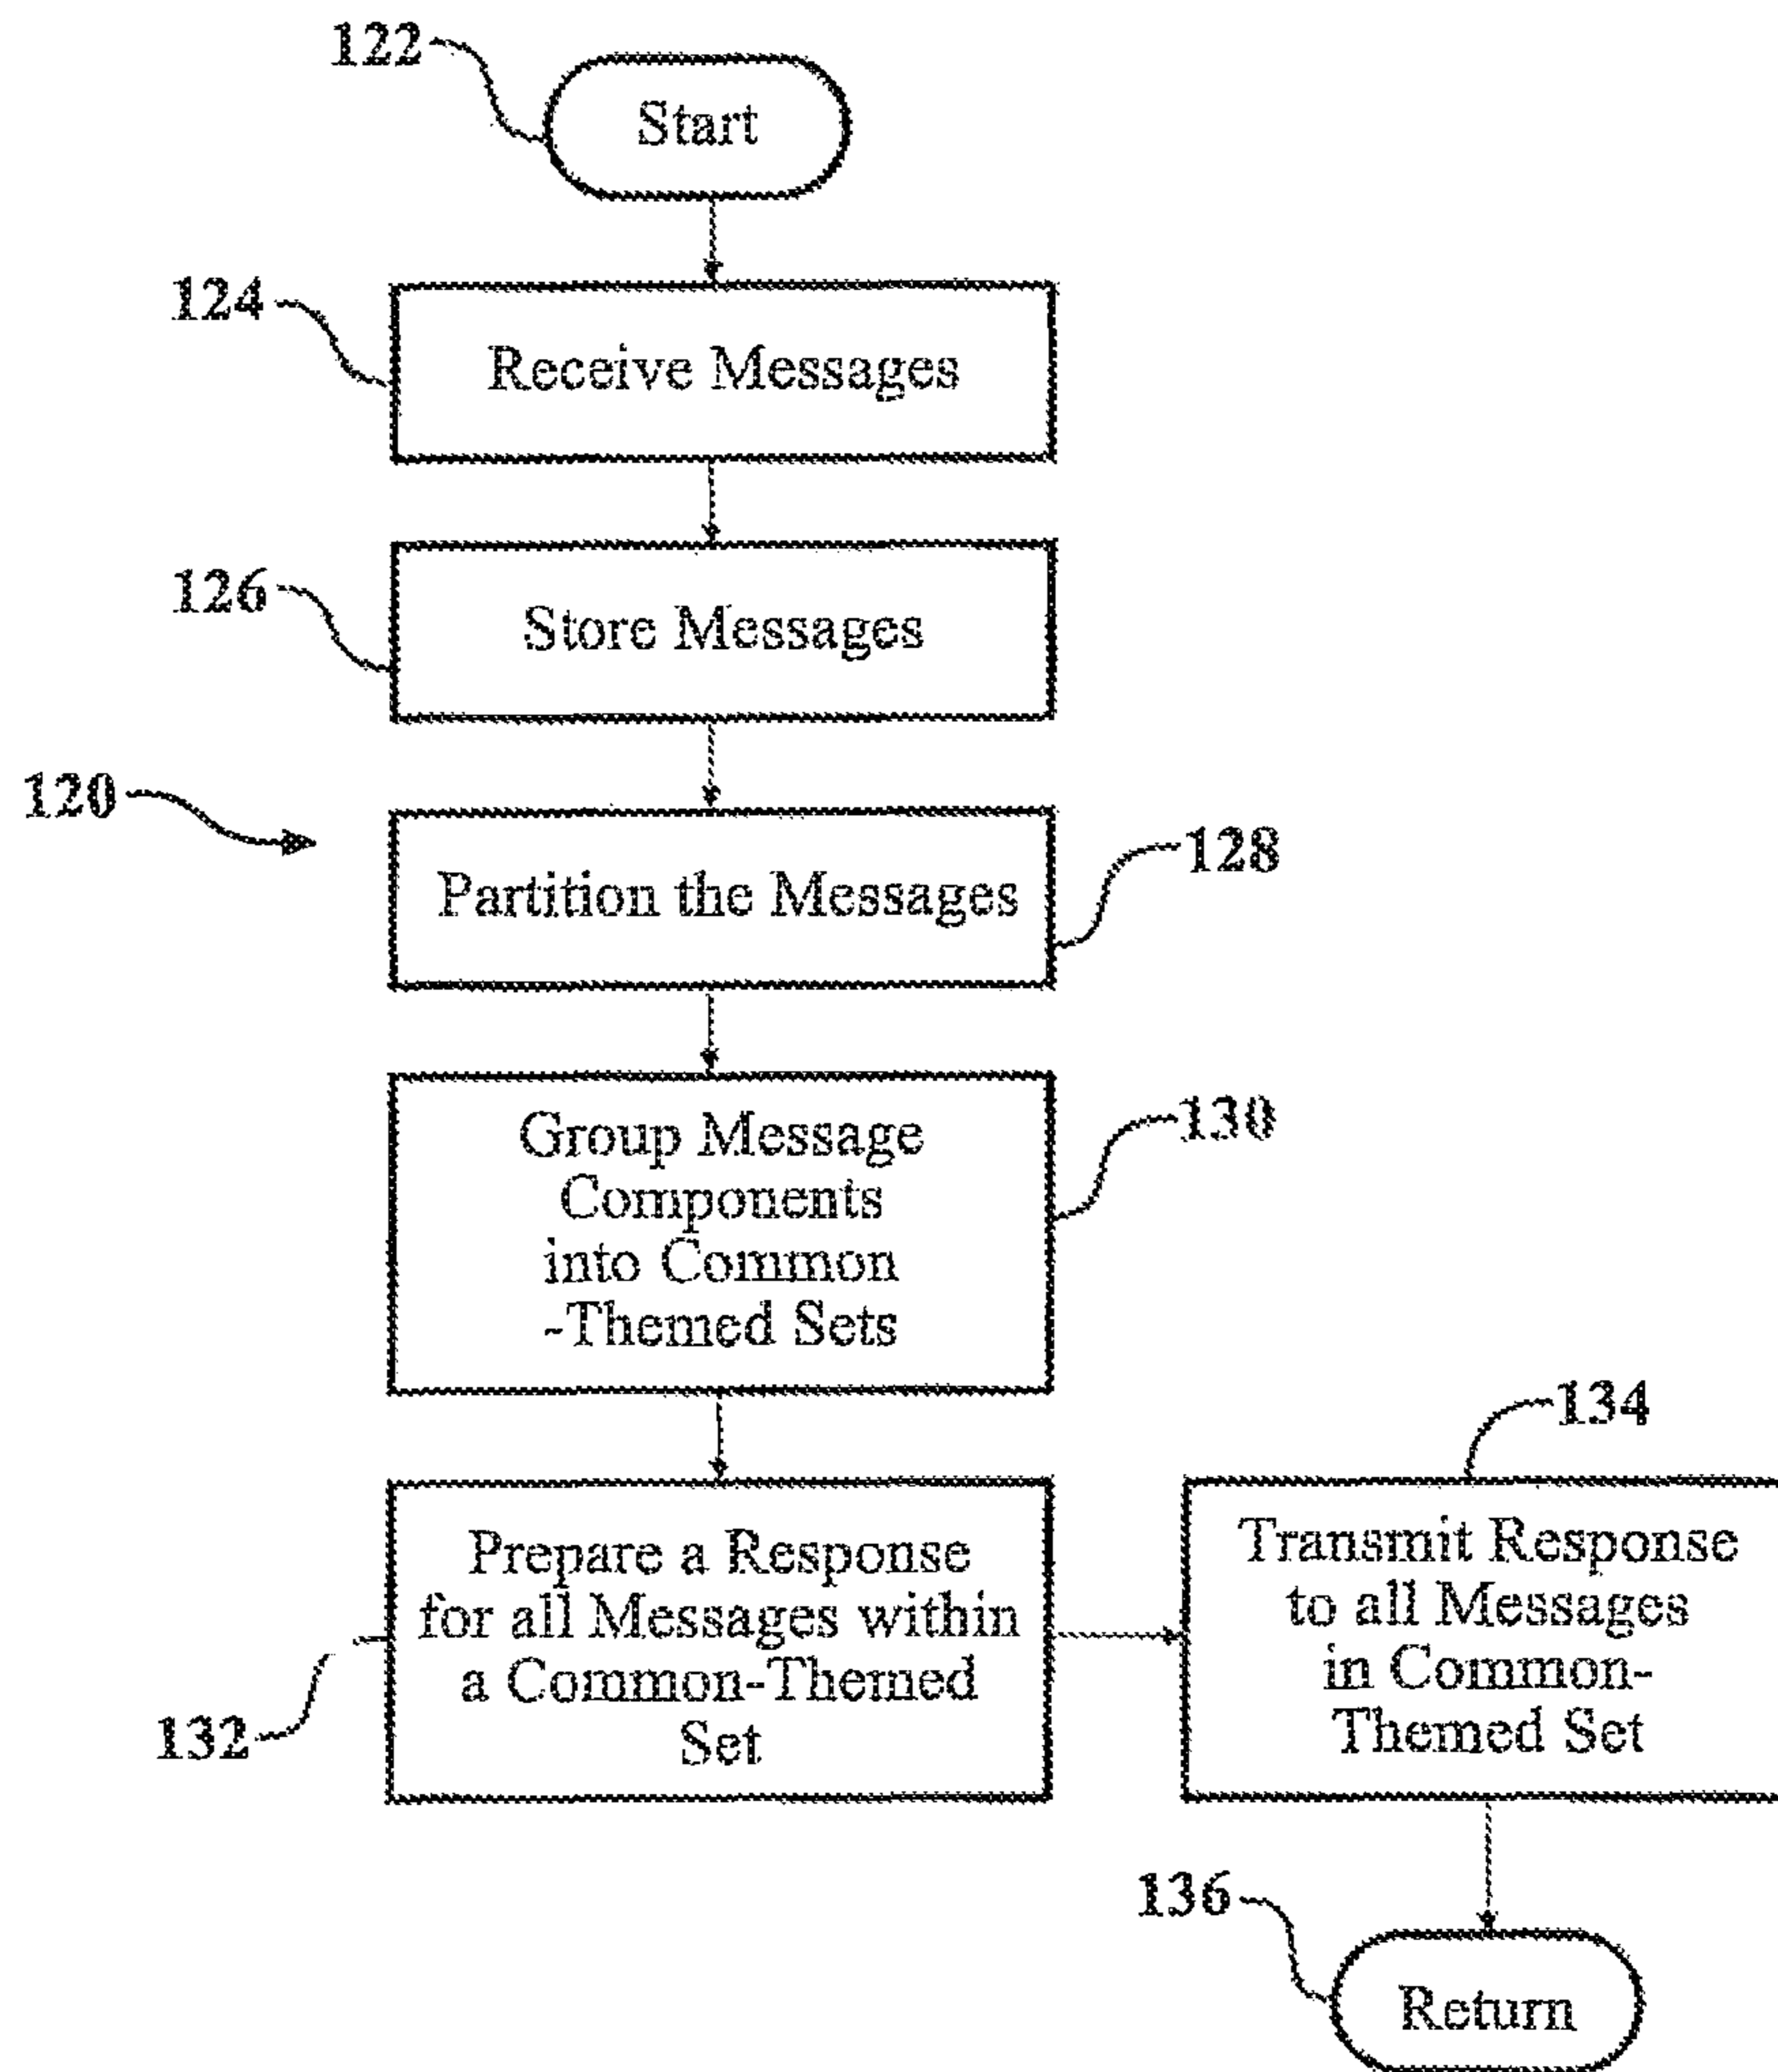 122
Start
124
Receive Messages
126
Store Messages
120
Partition the Messages
128
Group Message
Components
into Common
-Themed Sets
130
Prepare a Response
for all Messages within
a Common-Themed
Set
132
134
Transmit Response
to all Messages
in Common-
Themed Set
136
Return